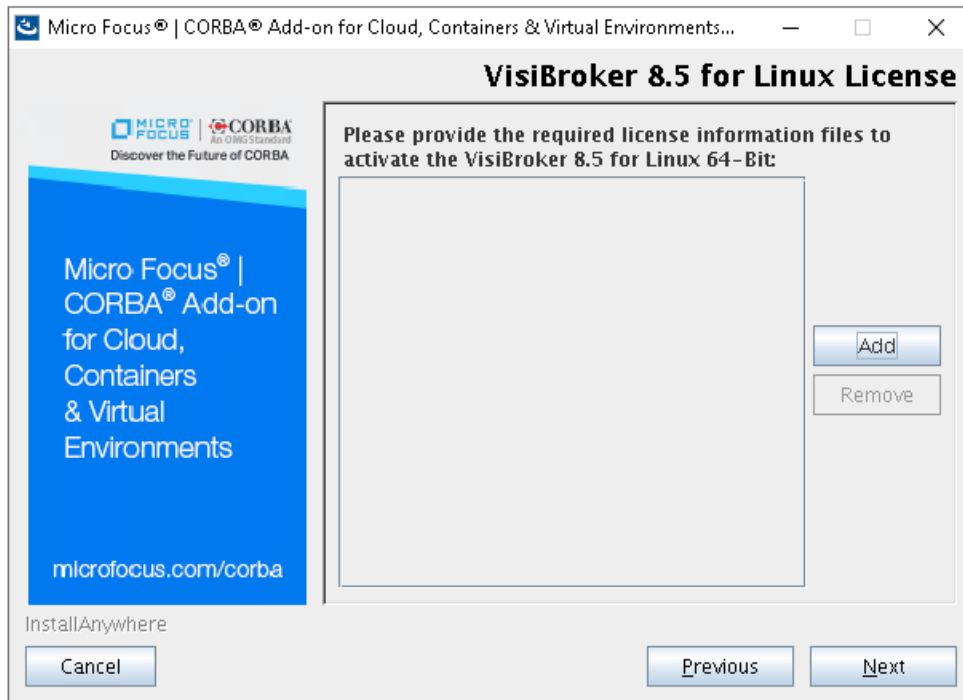 Micro Focus® | CORBA® Add-on for Cloud, Containers & Virtual Environments...
VisiBroker 8.5 for Linux License
MICRO FOCUS | CORBA
An OMG Standard
Discover the Future of CORBA
Micro Focus® |
CORBA® Add-on
for Cloud,
Containers
& Virtual
Environments
microfocus.com/corba
Please provide the required license information files to
activate the VisiBroker 8.5 for Linux 64-Bit:
Add
Remove
InstallAnywhere
Cancel
Previous
Next